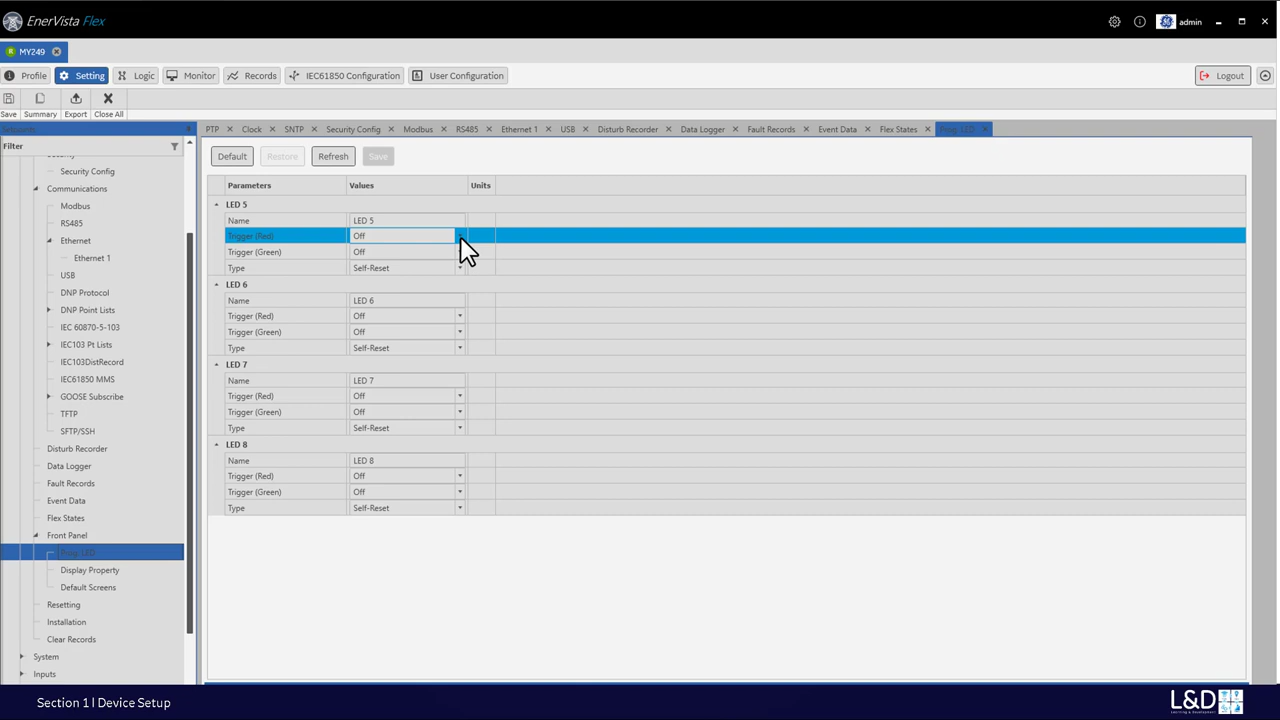 EnerVista Flex
admin
MY249
Profile Setting Logic Monitor Records IEC61850 Configuration User Configuration Logout
Save Summary Export Close All
PTP Clock SNTP Security Config Modbus RS485 Ethernet 1 USB Disturb Recorder Data Logger Fault Records Event Data Flex States Prog. LED
Filter
Default Restore Refresh Save
Security
Security Config
Communications
Modbus
RS485
Ethernet
Ethernet 1
USB
DNP Protocol
DNP Point Lists
IEC 60870-5-103
IEC103 Pt Lists
IEC103DistRecord
IEC61850 MMS
GOOSE Subscribe
TFTP
SFTP/SSH
Disturb Recorder
Data Logger
Fault Records
Event Data
Flex States
Front Panel
Prog. LED
Display Property
Default Screens
Resetting
Installation
Clear Records
System
Inputs
Parameters Values Units
LED 5
Name LED 5
Trigger (Red) Off
Trigger (Green) Off
Type Self-Reset
LED 6
Name LED 6
Trigger (Red) Off
Trigger (Green) Off
Type Self-Reset
LED 7
Name LED 7
Trigger (Red) Off
Trigger (Green) Off
Type Self-Reset
LED 8
Name LED 8
Trigger (Red) Off
Trigger (Green) Off
Type Self-Reset
Section 1 I Device Setup
L&D